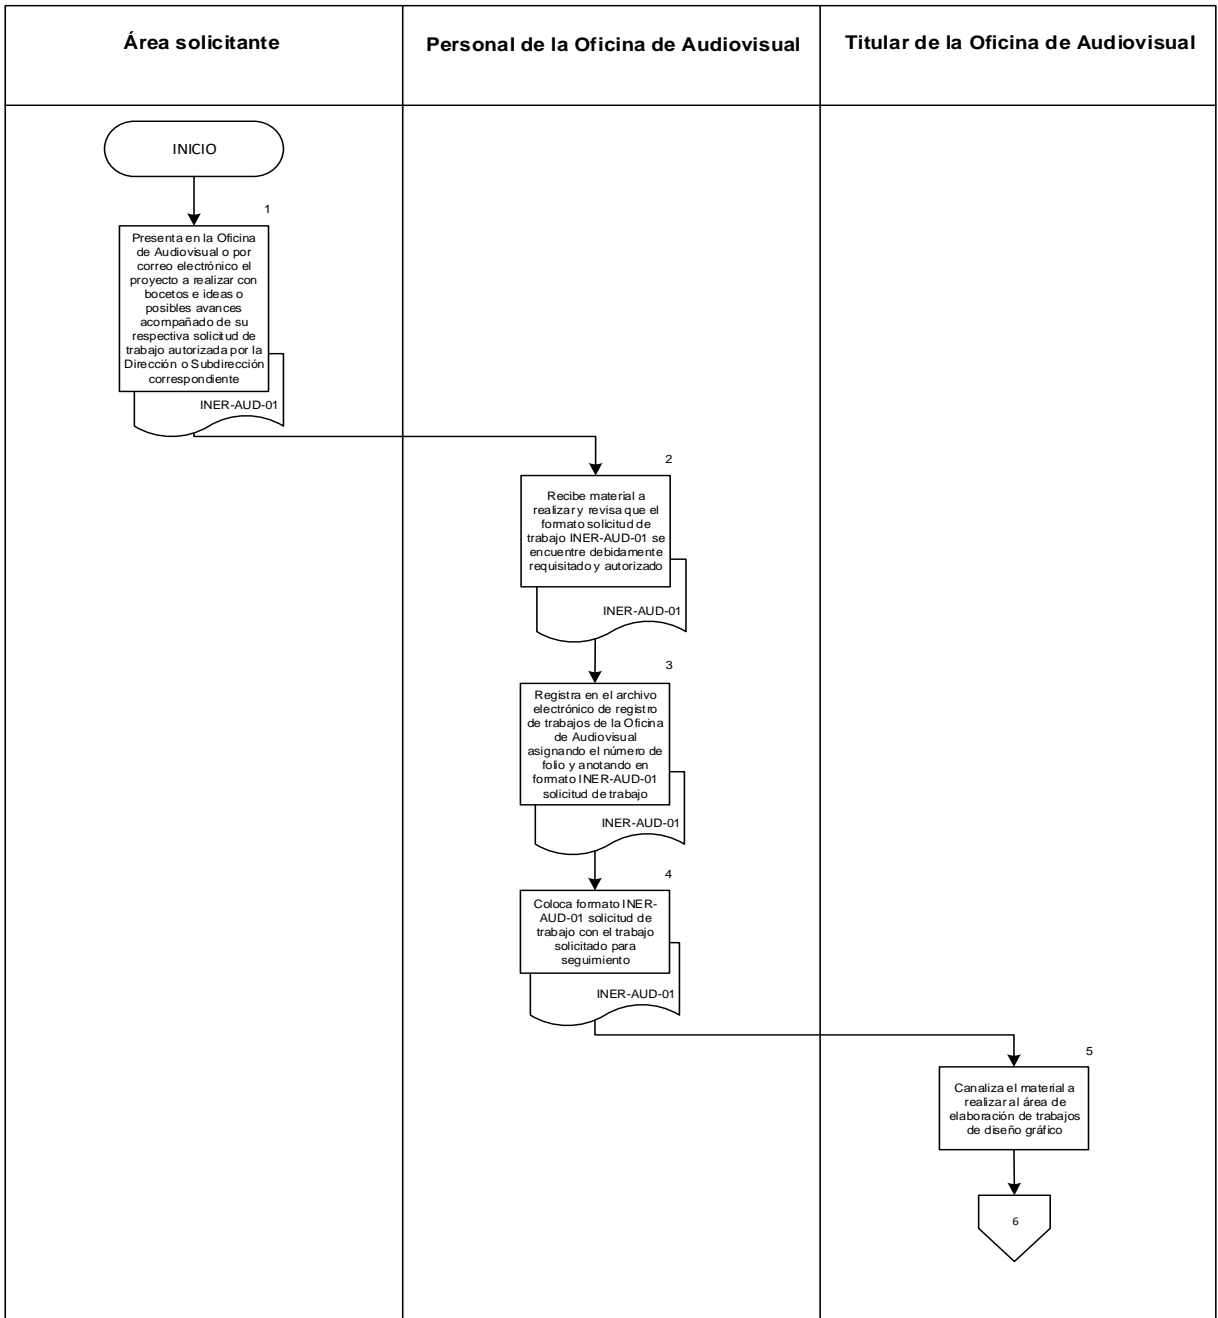 Área solicitante
Personal de la Oficina de Audiovisual
Titular de la Oficina de Audiovisual
INICIO
1
Presenta en la Oficina
de Audiovisual o por
correo electrónico el
proyecto a realizar con
bocetos e ideas o
posibles avances
acompañado de su
respectiva solicitud de
trabajo autorizada por la
Dirección o Subdirección
correspondiente
INER-AUD-01
2
Recibe material a
realizar y revisa que el
formato solicitud de
trabajo INER-AUD-01 se
encuentre debidamente
requisitado y autorizado
INER-AUD-01
3
Registra en el archivo
electrónico de registro
de trabajos de la Oficina
de Audiovisual
asignando el número de
folio y anotando en
formato INER-AUD-01
solicitud de trabajo
INER-AUD-01
4
Coloca formato INER-
AUD-01 solicitud de
trabajo con el trabajo
solicitado para
seguimiento
INER-AUD-01
5
Canaliza el material a
realizar al área de
elaboración de trabajos
de diseño gráfico
6